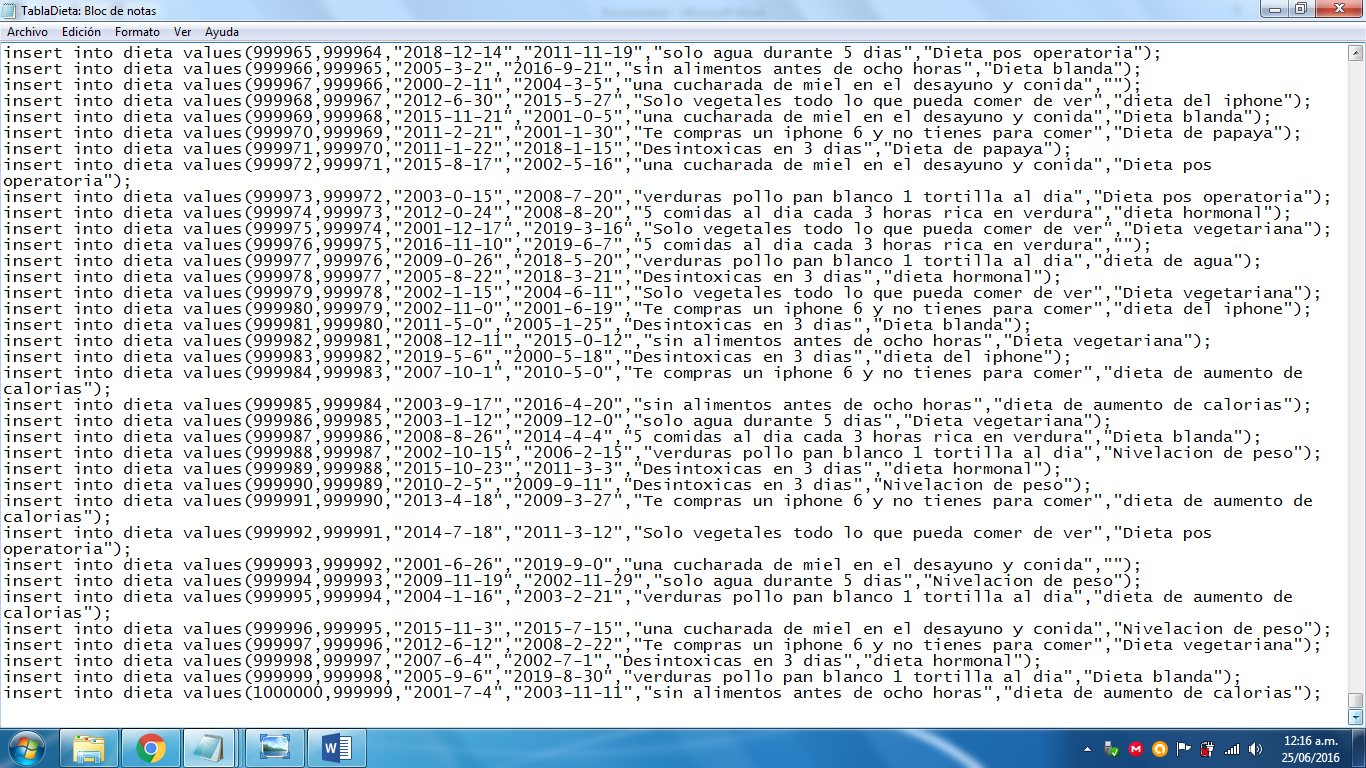 TablaDieta: Bloc de notas
Archivo Edición Formato Ver Ayuda
insert into dieta values(999965,999964,"2018-12-14","2011-11-19","solo agua durante 5 dias","Dieta pos operatoria");
insert into dieta values(999966,999965,"2005-3-2","2016-9-21","sin alimentos antes de ocho horas","Dieta blanda");
insert into dieta values(999967,999966,"2000-2-11","2004-3-5","una cucharada de miel en el desayuno y conida","");
insert into dieta values(999968,999967,"2012-6-30","2015-5-27","Solo vegetales todo lo que pueda comer de ver","dieta del iphone");
insert into dieta values(999969,999968,"2015-11-21","2001-0-5","una cucharada de miel en el desayuno y conida","Dieta blanda");
insert into dieta values(999970,999969,"2011-2-21","2001-1-30","Te compras un iphone 6 y no tienes para comer","Dieta de papaya");
insert into dieta values(999971,999970,"2011-1-22","2018-1-15","Desintoxicas en 3 dias","Dieta de papaya");
insert into dieta values(999972,999971,"2015-8-17","2002-5-16","una cucharada de miel en el desayuno y conida","Dieta pos
operatoria");
insert into dieta values(999973,999972,"2003-0-15","2008-7-20","verduras pollo pan blanco 1 tortilla al dia","Dieta pos operatoria");
insert into dieta values(999974,999973,"2012-0-24","2008-8-20","5 comidas al dia cada 3 horas rica en verdura","dieta hormonal");
insert into dieta values(999975,999974,"2001-12-17","2019-3-16","Solo vegetales todo lo que pueda comer de ver","Dieta vegetariana");
insert into dieta values(999976,999975,"2016-11-10","2019-6-7","5 comidas al dia cada 3 horas rica en verdura","");
insert into dieta values(999977,999976,"2009-0-26","2018-5-20","verduras pollo pan blanco 1 tortilla al dia","dieta de agua");
insert into dieta values(999978,999977,"2005-8-22","2018-3-21","Desintoxicas en 3 dias","dieta hormonal");
insert into dieta values(999979,999978,"2002-1-15","2004-6-11","Solo vegetales todo lo que pueda comer de ver","Dieta vegetariana");
insert into dieta values(999980,999979,"2002-11-0","2001-6-19","Te compras un iphone 6 y no tienes para comer","dieta del iphone");
insert into dieta values(999981,999980,"2011-5-0","2005-1-25","Desintoxicas en 3 dias","Dieta blanda");
insert into dieta values(999982,999981,"2008-12-11","2015-0-12","sin alimentos antes de ocho horas","Dieta vegetariana");
insert into dieta values(999983,999982,"2019-5-6","2000-5-18","Desintoxicas en 3 dias","dieta del iphone");
insert into dieta values(999984,999983,"2007-10-1","2010-5-0","Te compras un iphone 6 y no tienes para comer","dieta de aumento de
calorias");
insert into dieta values(999985,999984,"2003-9-17","2016-4-20","sin alimentos antes de ocho horas","dieta de aumento de calorias");
insert into dieta values(999986,999985,"2003-1-12","2009-12-0","solo agua durante 5 dias","Dieta vegetariana");
insert into dieta values(999987,999986,"2008-8-26","2014-4-4","5 comidas al dia cada 3 horas rica en verdura","Dieta blanda");
insert into dieta values(999988,999987,"2002-10-15","2006-2-15","verduras pollo pan blanco 1 tortilla al dia","Nivelacion de peso");
insert into dieta values(999989,999988,"2015-10-23","2011-3-3","Desintoxicas en 3 dias","dieta hormonal");
insert into dieta values(999990,999989,"2010-2-5","2009-9-11","Desintoxicas en 3 dias","Nivelacion de peso");
insert into dieta values(999991,999990,"2013-4-18","2009-3-27","Te compras un iphone 6 y no tienes para comer","dieta de aumento de
calorias");
insert into dieta values(999992,999991,"2014-7-18","2011-3-12","Solo vegetales todo lo que pueda comer de ver","Dieta pos
operatoria");
insert into dieta values(999993,999992,"2001-6-26","2019-9-0","una cucharada de miel en el desayuno y conida","");
insert into dieta values(999994,999993,"2009-11-19","2002-11-29","solo agua durante 5 dias","Nivelacion de peso");
insert into dieta values(999995,999994,"2004-1-16","2003-2-21","verduras pollo pan blanco 1 tortilla al dia","dieta de aumento de
calorias");
insert into dieta values(999996,999995,"2015-11-3","2015-7-15","una cucharada de miel en el desayuno y conida","Nivelacion de peso");
insert into dieta values(999997,999996,"2012-6-12","2008-2-22","Te compras un iphone 6 y no tienes para comer","Dieta vegetariana");
insert into dieta values(999998,999997,"2007-6-4","2002-7-1","Desintoxicas en 3 dias","dieta hormonal");
insert into dieta values(999999,999998,"2005-9-6","2019-8-30","verduras pollo pan blanco 1 tortilla al dia","Dieta blanda");
insert into dieta values(1000000,999999,"2001-7-4","2003-11-11","sin alimentos antes de ocho horas","dieta de aumento de calorias");
12:16 a.m.
25/06/2016